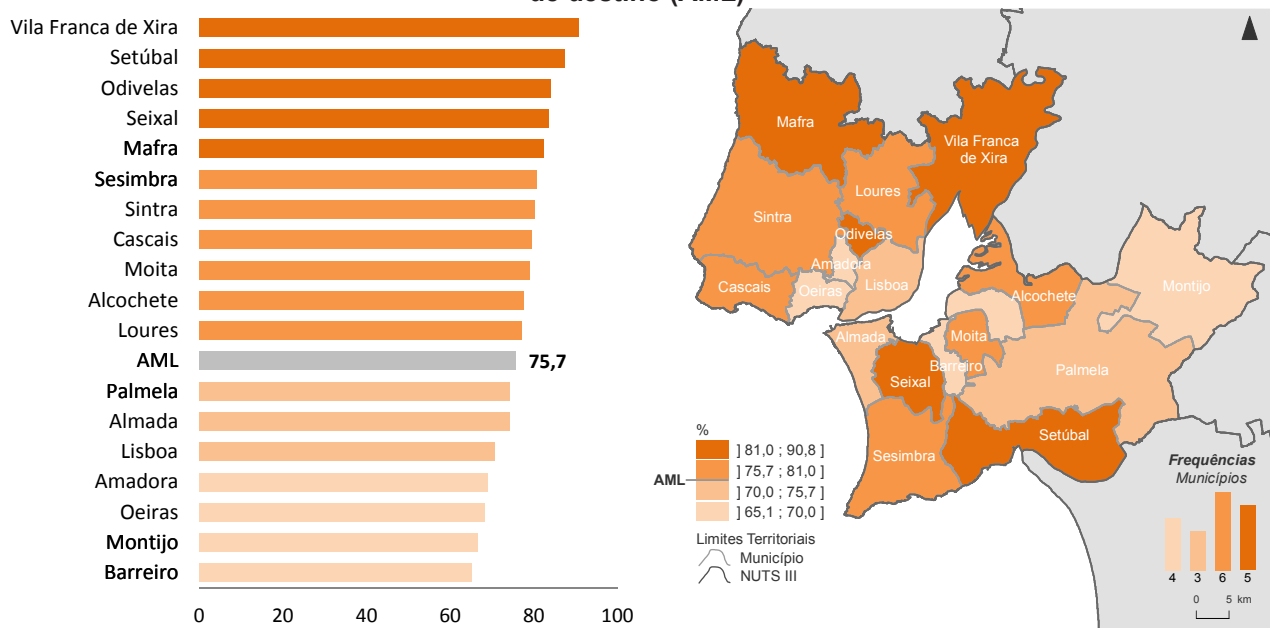 Vila Franca de Xira
Setúbal
Odivelas
Seixal
Mafra
Sesimbra
Sintra
Cascais
Moita
Alcochete
Loures
AML
75,7
Palmela
Almada
Lisboa
Amadora
Oeiras
Montijo
Barreiro
0 20 40 60 80 100
Mafra
Vila Franca
de Xira
Loures
Sintra
Odivelas
Amadora
Cascais
Oeiras
Lisboa
Alcochete
Montijo
Almada
Moita
Barreiro
Seixal
Palmela
Setúbal
Sesimbra
%
] 81,0 ; 90,8 ]
] 75,7 ; 81,0 ]
AML
] 70,0 ; 75,7 ]
] 65,1 ; 70,0 ]
Limites Territoriais
Município
NUTS III
Frequências
Municípios
4 3 6 5
0 5 km